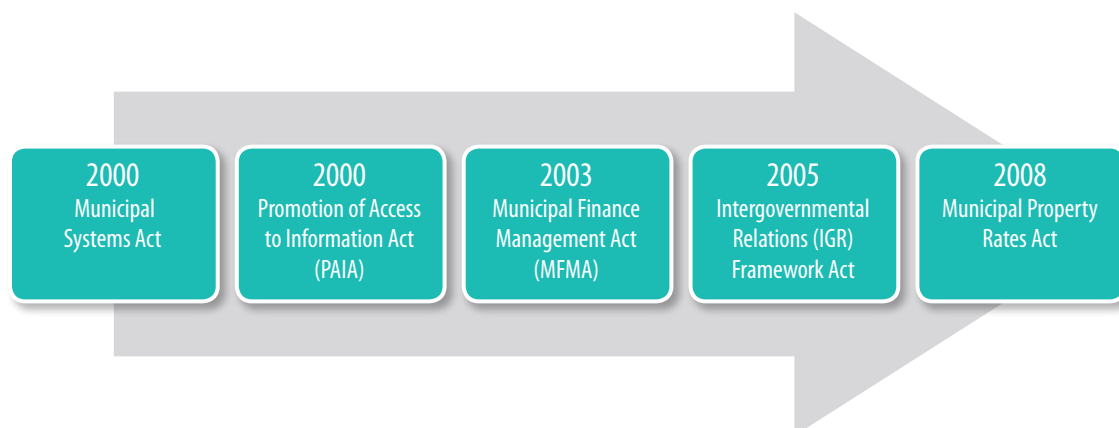 2000
Municipal
Systems Act
2000
Promotion of Access
to Information Act
(PAIA)
2003
Municipal Finance
Management Act
(MFMA)
2005
Intergovernmental
Relations (IGR)
Framework Act
2008
Municipal Property
Rates Act